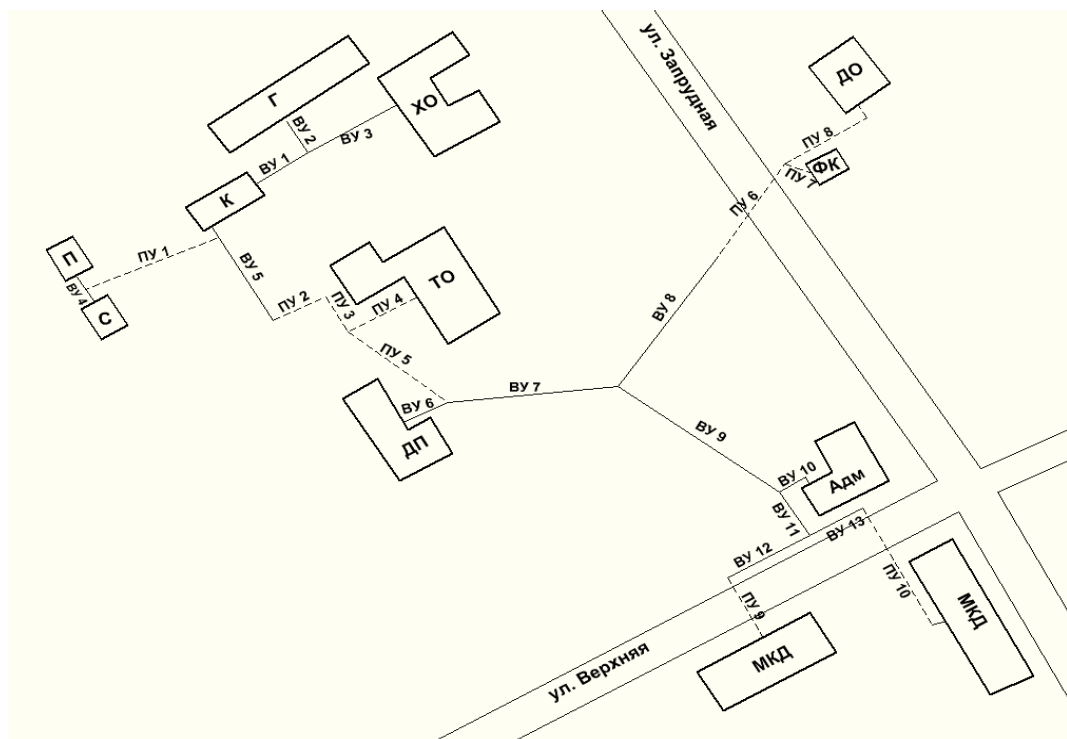 ул. Запрудная
ДО
Г
ХО
ВУ 2
ВУ 3
ПУ 8
ВУ 1
ФК
ПУ 7
К
ПУ 6
ПУ 1
П
ВУ 5
ТО
ВУ 4
С
ПУ 2
ПУ 3
ПУ 4
ВУ 8
ПУ 5
ВУ 7
ВУ 6
ВУ 9
ДП
ВУ 10
Адм
ВУ 11
ВУ 13
ВУ 12
ПУ 10
ПУ 9
МКД
МКД
ул. Верхняя